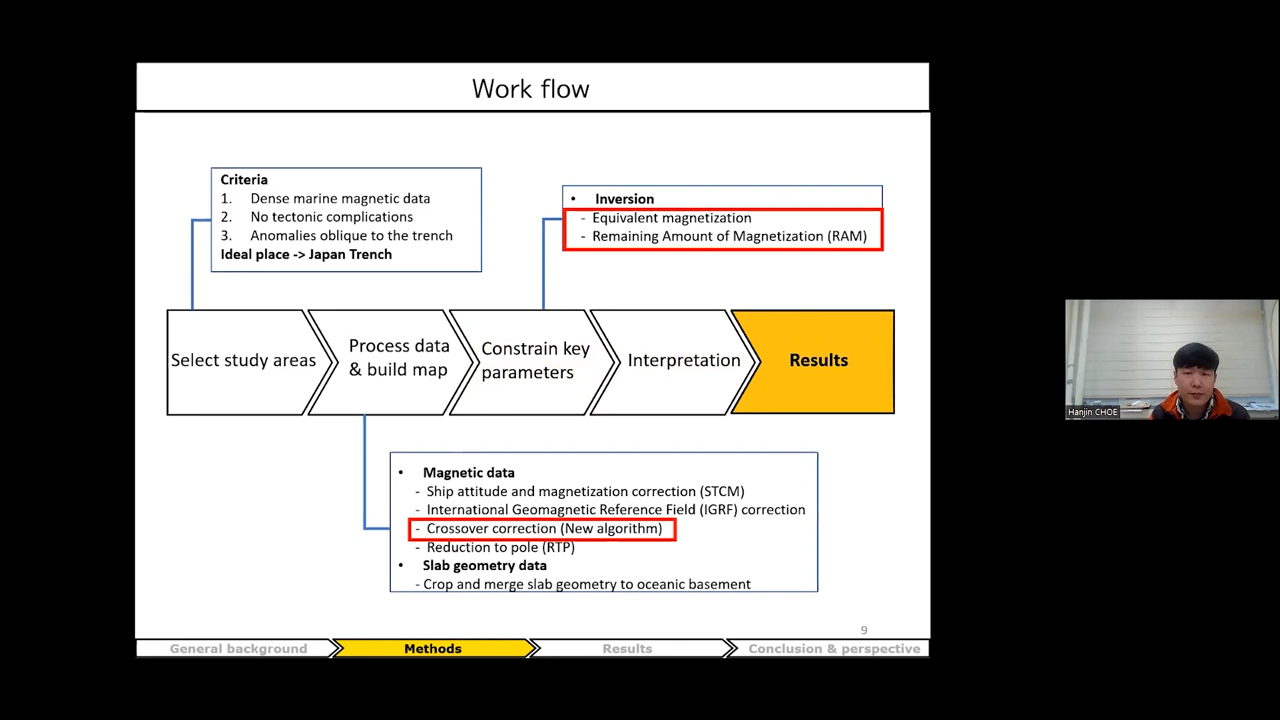 Work flow
Criteria
1. Dense marine magnetic data
2. No tectonic complications
3. Anomalies oblique to the trench
Ideal place -> Japan Trench
• Inversion
- Equivalent magnetization
- Remaining Amount of Magnetization (RAM)
Select study areas
Process data
& build map
Constrain key
parameters
Interpretation
Results
• Magnetic data
- Ship attitude and magnetization correction (STCM)
- International Geomagnetic Reference Field (IGRF) correction
- Crossover correction (New algorithm)
- Reduction to pole (RTP)
• Slab geometry data
- Crop and merge slab geometry to oceanic basement
9
General background
Methods
Results
Conclusion & perspective
Hanjin CHOE